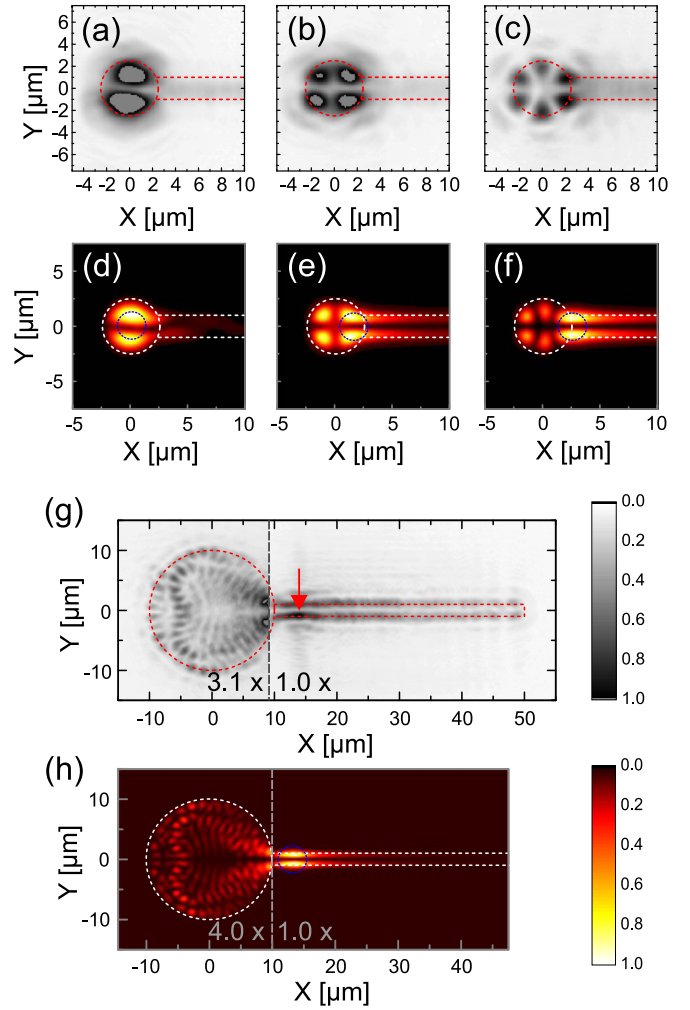 (a) (b) (c)
Y [µm]
6
4
2
0
-2
-4
-6
-4 -2 0 2 4 6 8 10 -4 -2 0 2 4 6 8 10 -4 -2 0 2 4 6 8 10
X [µm] X [µm] X [µm]
(d) (e) (f)
Y [µm]
5
0
-5
-5 0 5 10 -5 0 5 10 -5 0 5 10
X [µm] X [µm] X [µm]
(g)
Y [µm]
10
0
-10
3.1 x 1.0 x
-10 0 10 20 30 40 50
X [µm]
0.0
0.2
0.4
0.6
0.8
1.0
(h)
Y [µm]
10
0
-10
4.0 x 1.0 x
-10 0 10 20 30 40
X [µm]
0.0
0.2
0.4
0.6
0.8
1.0